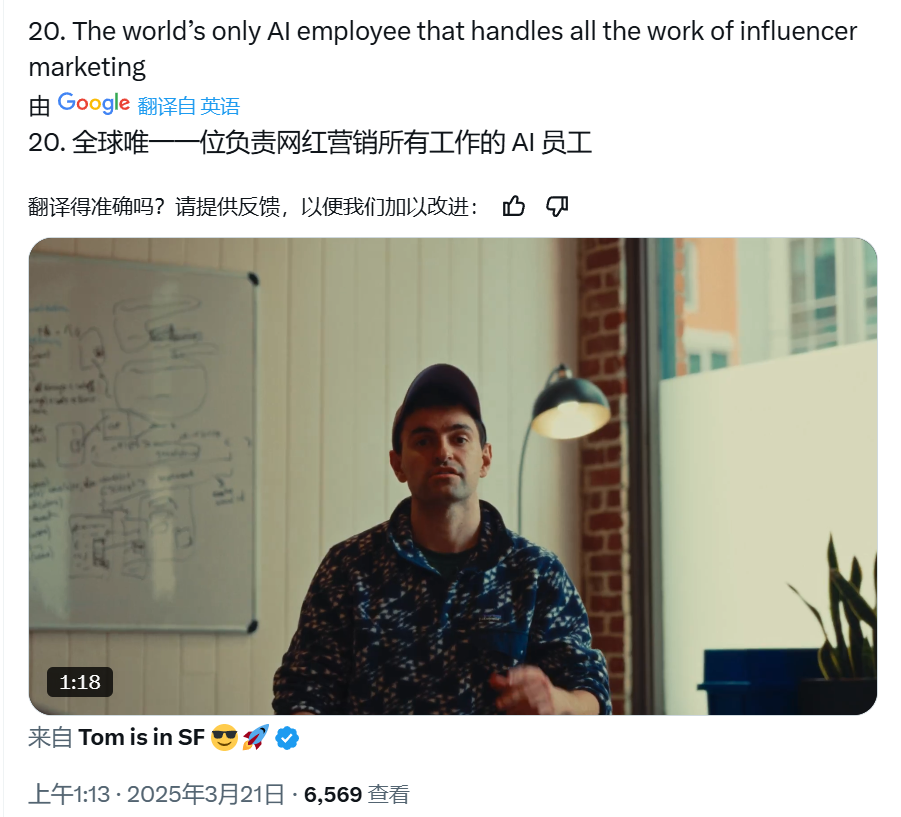 20. The world’s only AI employee that handles all the work of influencer
marketing
由 Google 翻译自 英语
20. 全球唯一一位负责网红营销所有工作的 AI 员工
翻译得准确吗？请提供反馈，以便我们加以改进：
1:18
来自 Tom is in SF 😎🚀
上午1:13 · 2025年3月21日 · 6,569 查看